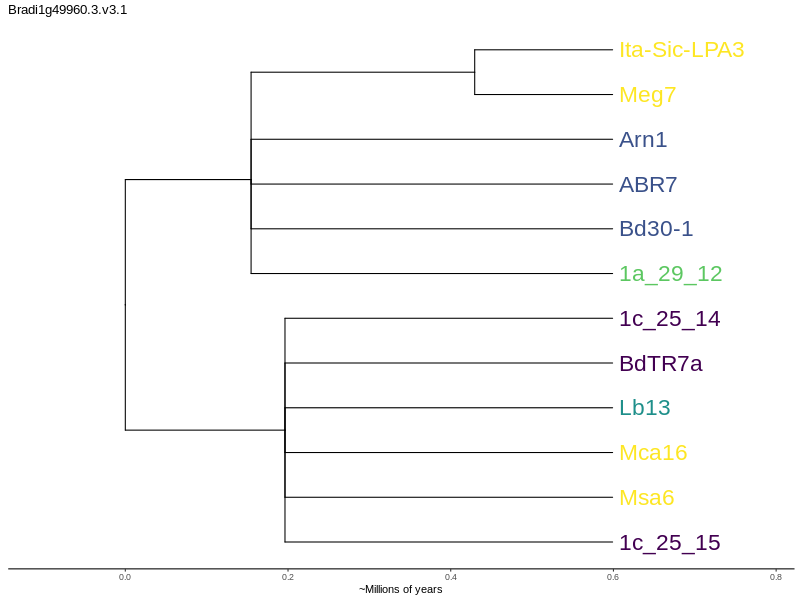 Bradi1g49960.3.v3.1
Ita-Sic-LPA3
Meg7
Arn1
ABR7
Bd30-1
1a_29_12
1c_25_14
BdTR7a
Lb13
Mca16
Msa6
1c_25_15
0.0 0.2 0.4 0.6 0.8
~Millions of years